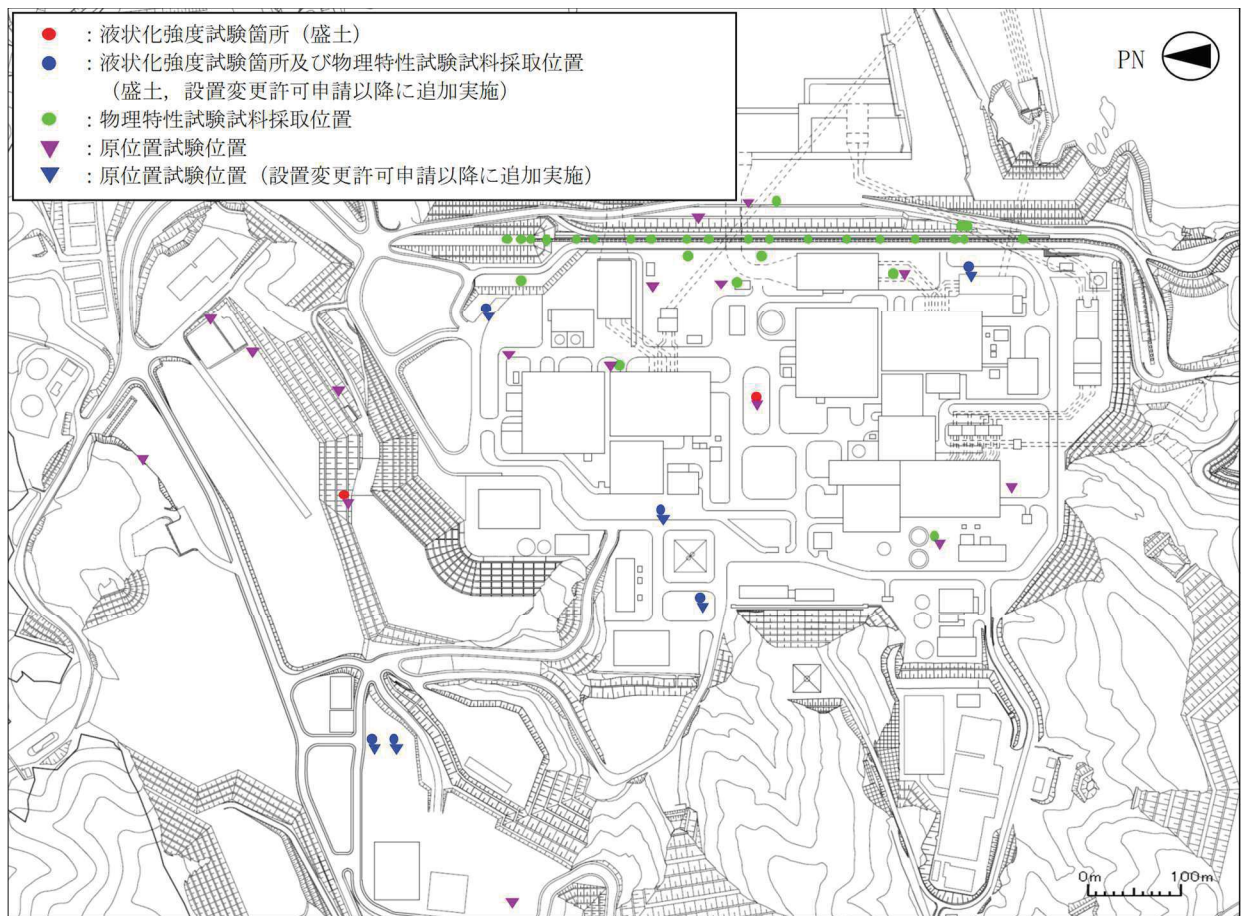 ：液状化強度試験箇所（盛土）
：液状化強度試験箇所及び物理特性試験試料採取位置
（盛土，設置変更許可申請以降に追加実施）
：物理特性試験試料採取位置
：原位置試験位置
：原位置試験位置（設置変更許可申請以降に追加実施）
PN
0m 100m